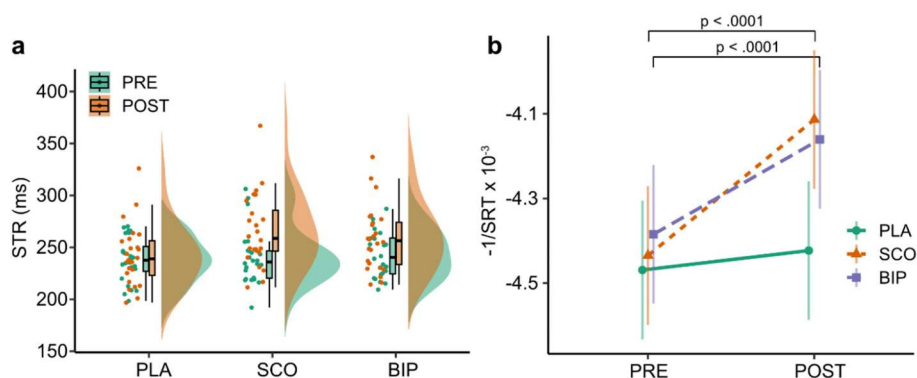 a
PRE
POST
STR (ms)
400
350
300
250
200
150
PLA
SCO
BIP
b
p < .0001
p < .0001
-1/SRT x 10⁻³
-4.1
-4.3
-4.5
PLA
SCO
BIP
PRE
POST